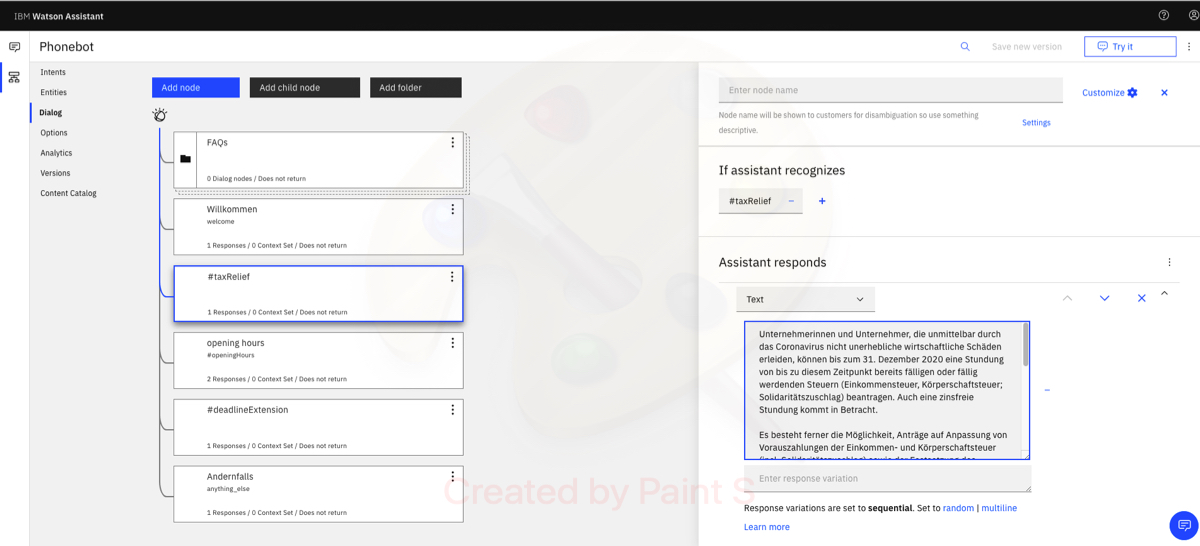 IBM Watson Assistant
Phonebot
Save new version
Try it
Intents
Entities
Dialog
Options
Analytics
Versions
Content Catalog
Add node
Add child node
Add folder
FAQs
0 Dialog nodes / Does not return
Willkommen
welcome
1 Responses / 0 Context Set / Does not return
#taxRelief
1 Responses / 0 Context Set / Does not return
opening hours
#openingHours
2 Responses / 0 Context Set / Does not return
#deadlineExtension
1 Responses / 0 Context Set / Does not return
Andernfalls
anything_else
1 Responses / 0 Context Set / Does not return
Enter node name
Customize
Node name will be shown to customers for disambiguation so use something
descriptive.
Settings
If assistant recognizes
#taxRelief
Assistant responds
Text
Unternehmerinnen und Unternehmer, die unmittelbar durch
das Coronavirus nicht unerhebliche wirtschaftliche Schäden
erleiden, können bis zum 31. Dezember 2020 eine Stundung
von bis zu diesem Zeitpunkt bereits fälligen oder fällig
werdenden Steuern (Einkommensteuer, Körperschaftsteuer;
Solidaritätszuschlag) beantragen. Auch eine zinsfreie
Stundung kommt in Betracht.
Es besteht ferner die Möglichkeit, Anträge auf Anpassung von
Vorauszahlungen der Einkommen- und Körperschaftsteuer
(incl. Solidaritätszuschlag) sowie der Festsetzung des
Enter response variation
Response variations are set to sequential. Set to random | multiline
Learn more
Created by Paint S